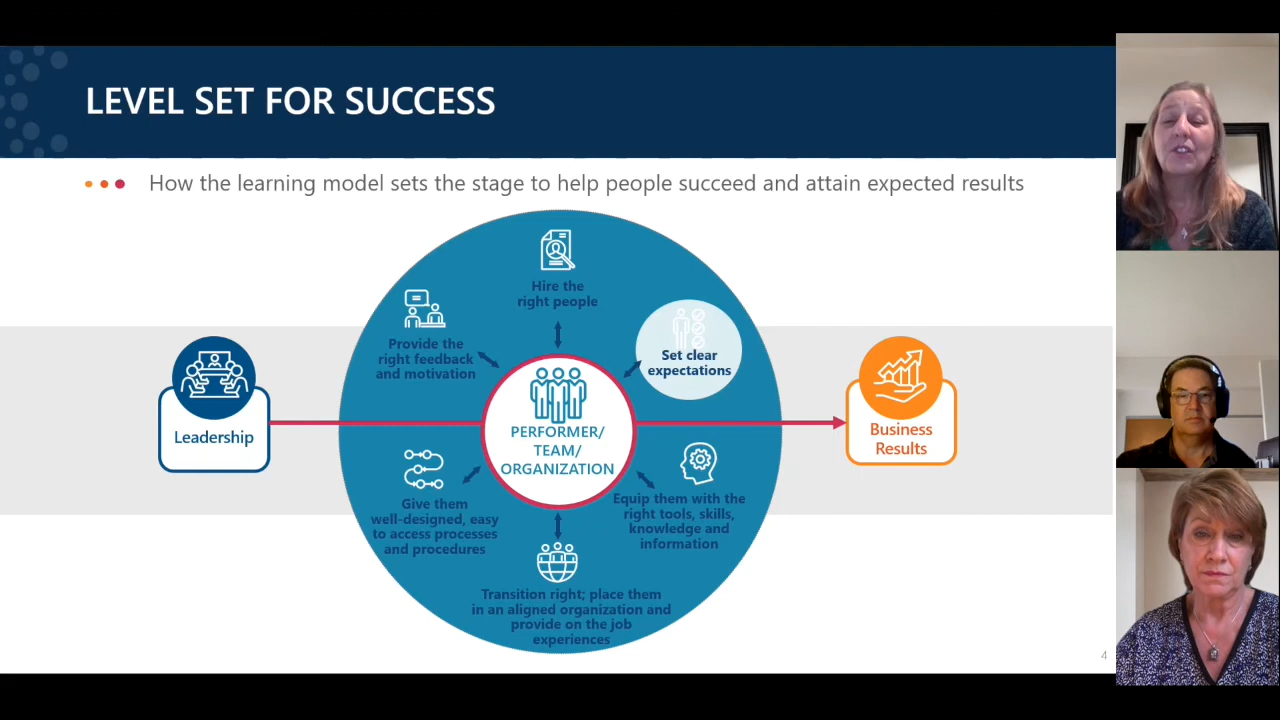 LEVEL SET FOR SUCCESS
How the learning model sets the stage to help people succeed and attain expected results
Hire the
right people
Provide the
right feedback
and motivation
Set clear
expectations
Leadership
PERFORMER/
TEAM/
ORGANIZATION
Business
Results
Give them
well-designed, easy
to access processes
and procedures
Equip them with the
right tools, skills,
knowledge and
information
Transition right; place them
in an aligned organization and
provide on the job
experiences
4